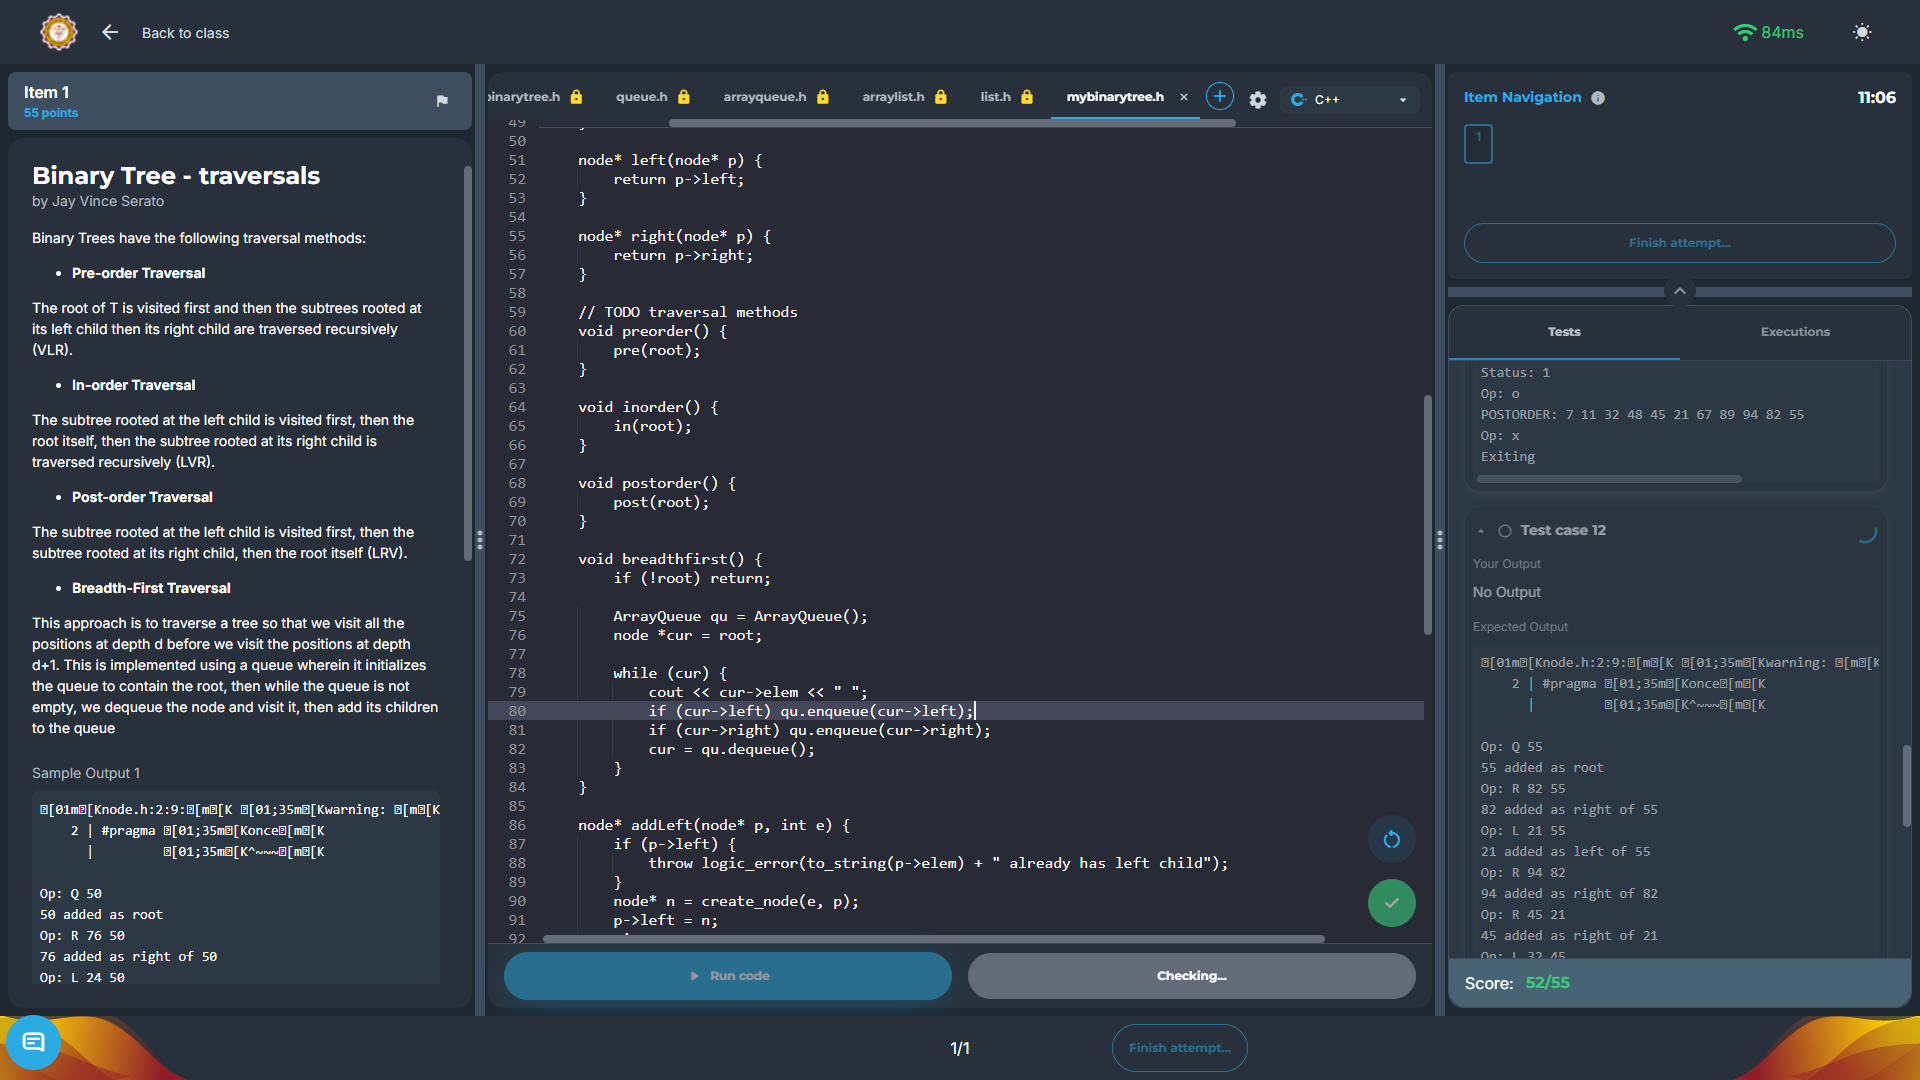 Back to class
84ms
Item 1
55 points
Binary Tree - traversals
by Jay Vince Serato
Binary Trees have the following traversal methods:
• Pre-order Traversal
The root of T is visited first and then the subtrees rooted at
its left child then its right child are traversed recursively
(VLR).
• In-order Traversal
The subtree rooted at the left child is visited first, then the
root itself, then the subtree rooted at its right child is
traversed recursively (LVR).
• Post-order Traversal
The subtree rooted at the left child is visited first, then the
subtree rooted at its right child, then the root itself (LRV).
• Breadth-First Traversal
This approach is to traverse a tree so that we visit all the
positions at depth d before we visit the positions at depth
d+1. This is implemented using a queue wherein it initializes
the queue to contain the root, then while the queue is not
empty, we dequeue the node and visit it, then add its children
to the queue
Sample Output 1
[01m[Knode.h:2:9:[m[K [01;35m[Kwarning: [m[K
2 | #pragma [01;35m[Konce[m[K
| [01;35m[K^~~~[m[K
Op: Q 50
50 added as root
Op: R 76 50
76 added as right of 50
Op: L 24 50
binarytree.h queue.h arrayqueue.h arraylist.h list.h mybinarytree.h × + C++
49
50
51 node* left(node* p) {
52 return p->left;
53 }
54
55 node* right(node* p) {
56 return p->right;
57 }
58
59 // TODO traversal methods
60 void preorder() {
61 pre(root);
62 }
63
64 void inorder() {
65 in(root);
66 }
67
68 void postorder() {
69 post(root);
70 }
71
72 void breadthfirst() {
73 if (!root) return;
74
75 ArrayQueue qu = ArrayQueue();
76 node *cur = root;
77
78 while (cur) {
79 cout << cur->elem << " ";
80 if (cur->left) qu.enqueue(cur->left);
81 if (cur->right) qu.enqueue(cur->right);
82 cur = qu.dequeue();
83 }
84 }
85
86 node* addLeft(node* p, int e) {
87 if (p->left) {
88 throw logic_error(to_string(p->elem) + " already has left child");
89 }
90 node* n = create_node(e, p);
91 p->left = n;
92
Run code
Checking...
Item Navigation
11:06
1
Finish attempt...
Tests Executions
Status: 1
Op: o
POSTORDER: 7 11 32 48 45 21 67 89 94 82 55
Op: x
Exiting
Test case 12
Your Output
No Output
Expected Output
[01m[Knode.h:2:9:[m[K [01;35m[Kwarning: [m[K
2 | #pragma [01;35m[Konce[m[K
| [01;35m[K^~~~[m[K
Op: Q 55
55 added as root
Op: R 82 55
82 added as right of 55
Op: L 21 55
21 added as left of 55
Op: R 94 82
94 added as right of 82
Op: R 45 21
45 added as right of 21
Op: L 32 45
Score: 52/55
1/1
Finish attempt...